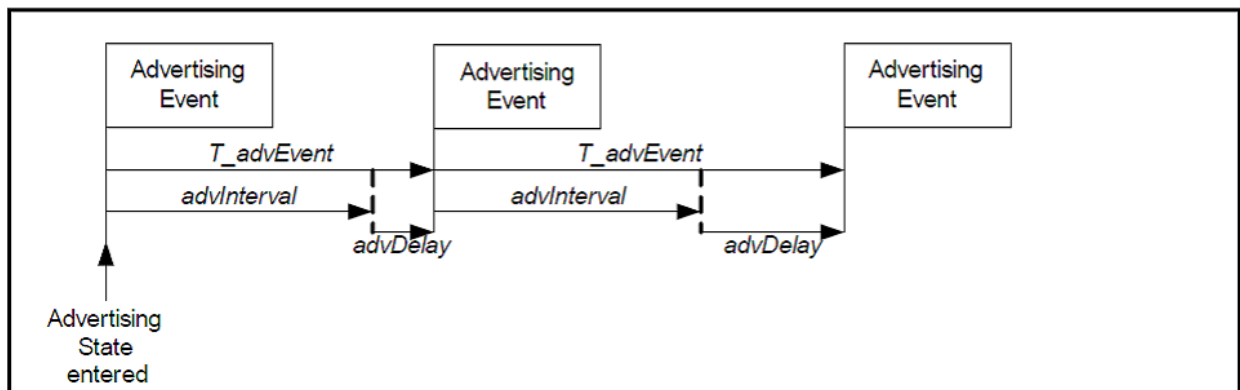 Advertising
Event
Advertising
Event
Advertising
Event
T_advEvent
T_advEvent
advInterval
advInterval
advDelay
advDelay
Advertising
State
entered